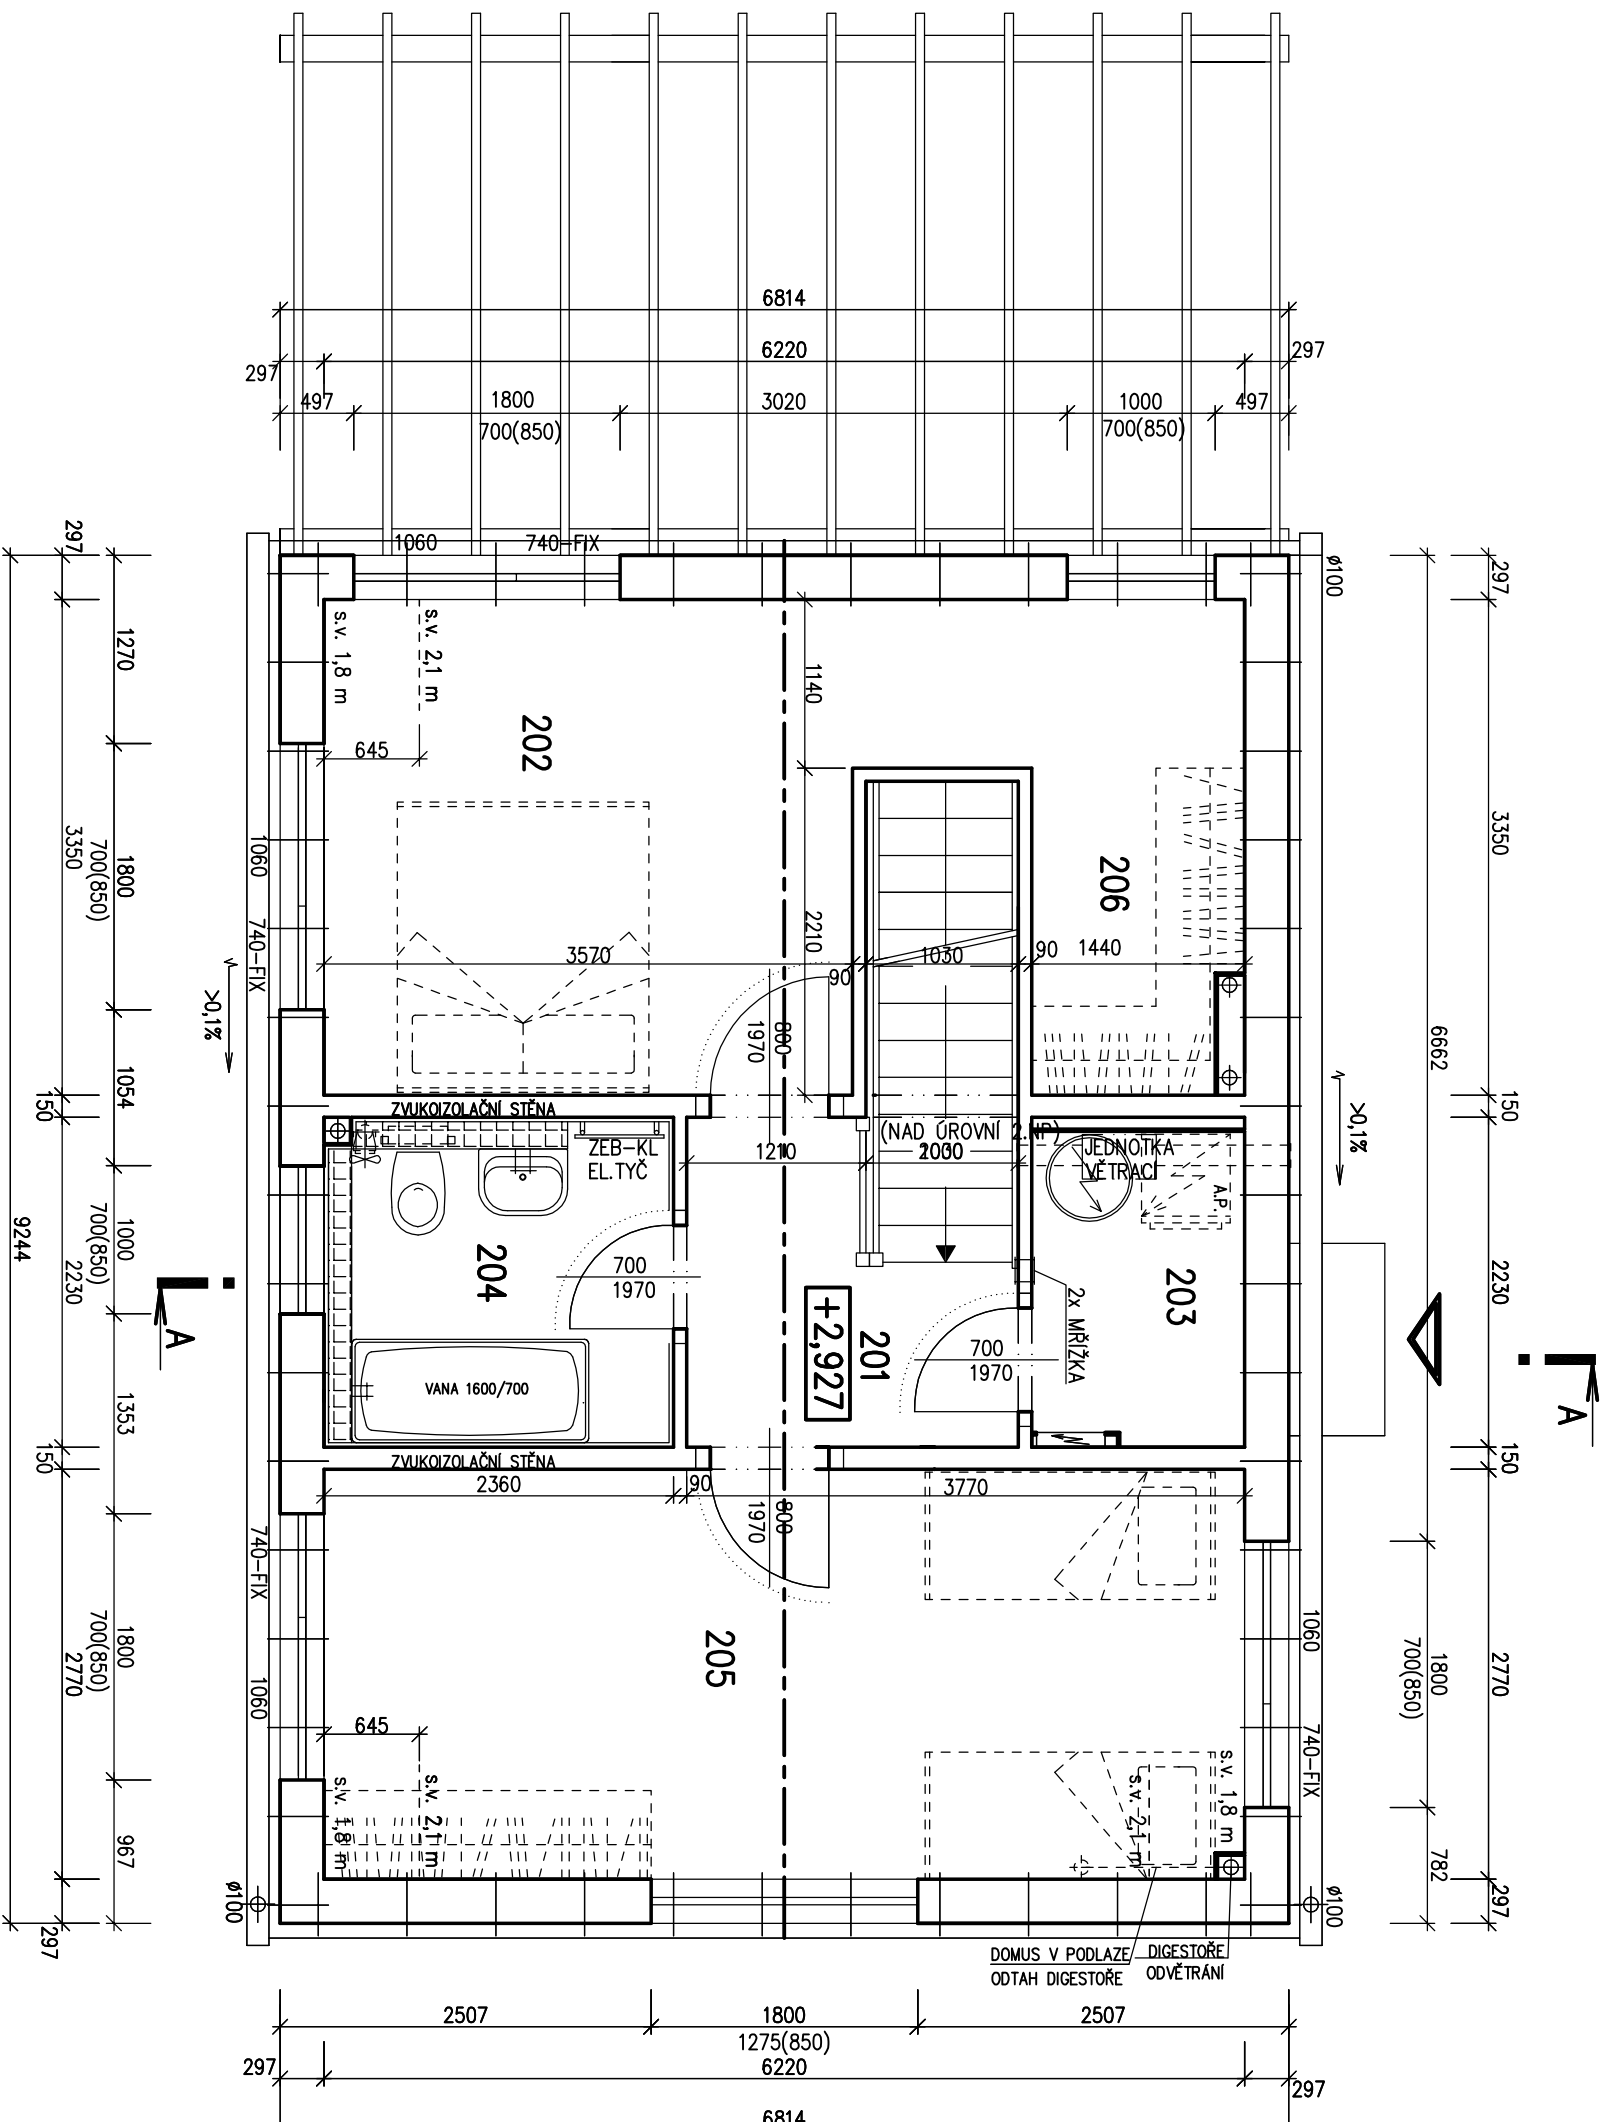 6814
6220
297
297
497
1800
700(850)
3020
1000
700(850)
497
1060
740-FIX
297
ø100
297
s.v. 1,8 m
s.v. 2,1 m
1140
1270
645
202
206
3350
3350
1060
740-FIX
1800
700(850)
2210
3570
90
1030
90
1440
>0,1%
800
1970
6662
1054
150
150
>0,1%
ZVUKOIZOLAČNÍ STĚNA
(NAD ÚROVNÍ 2.NP)
ZEB-KL
EL.TYČ
1210
2000
1030
JEDNOTKA
VĚTRACÍ
A.P.
9244
1000
700(850)
2230
2230
204
700
1970
203
2x MŘÍŽKA
+2,927
201
700
1970
A
A
VANA 1600/700
1353
150
150
ZVUKOIZOLAČNÍ STĚNA
2360
90
3770
800
1970
740-FIX
1060
1800
700(850)
2770
205
1060
740-FIX
1800
700(850)
2770
645
s.v. 1,8 m
s.v. 2,1 m
s.v. 2,1 m
s.v. 1,8 m
967
782
297
297
ø100
ø100
DOMUS V PODLAZE
ODTAH DIGESTOŘE
DIGESTOŘE
ODVĚTRÁNÍ
2507
1800
1275(850)
2507
297
6220
297
6814